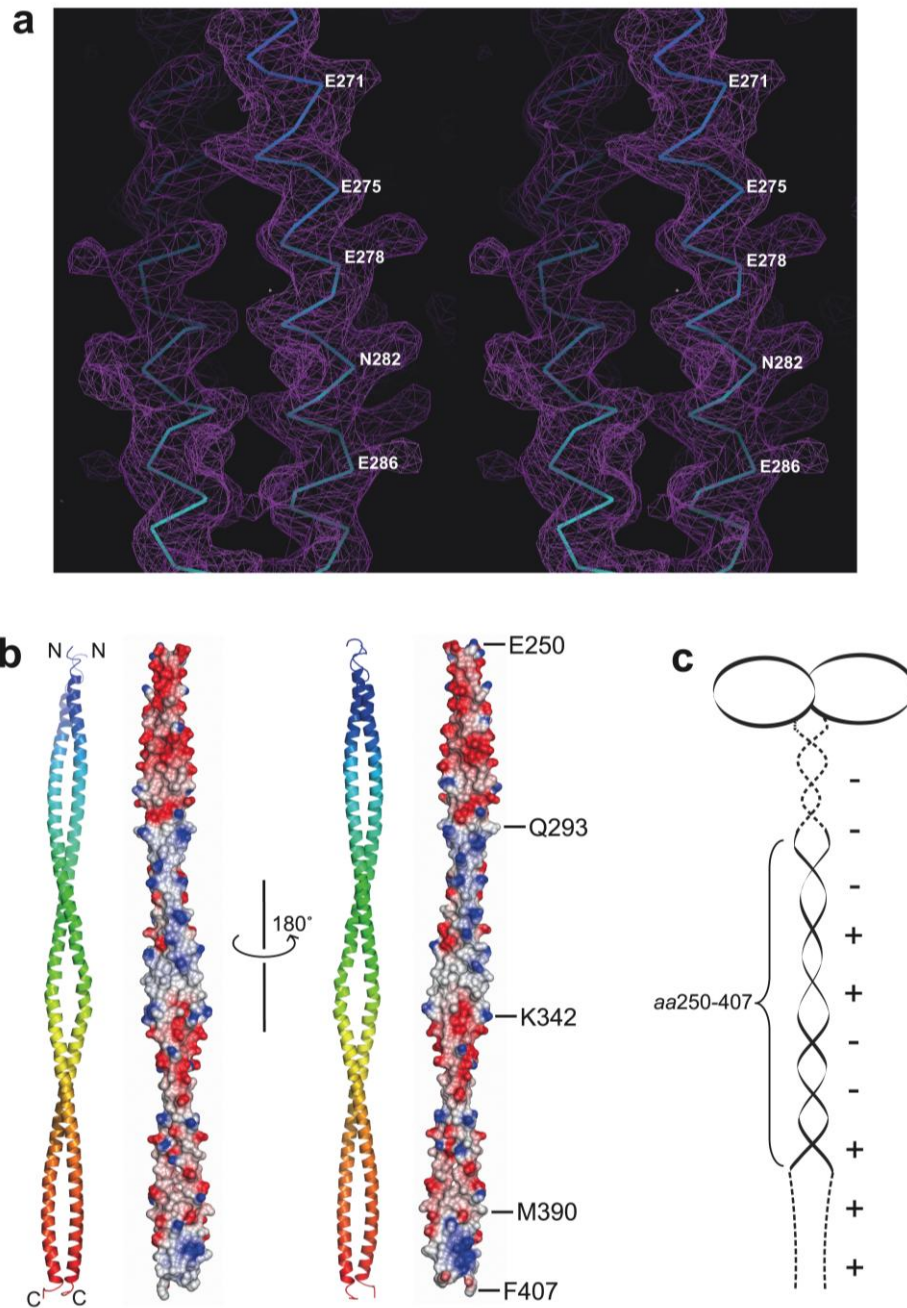 a
E271 E271
E275 E275
E278 E278
N282 N282
E286 E286
b
N N
E250
Q293
180°
K342
M390
F407
C C
c
-
-
-
+
+
-
-
+
+
+
aa250-407